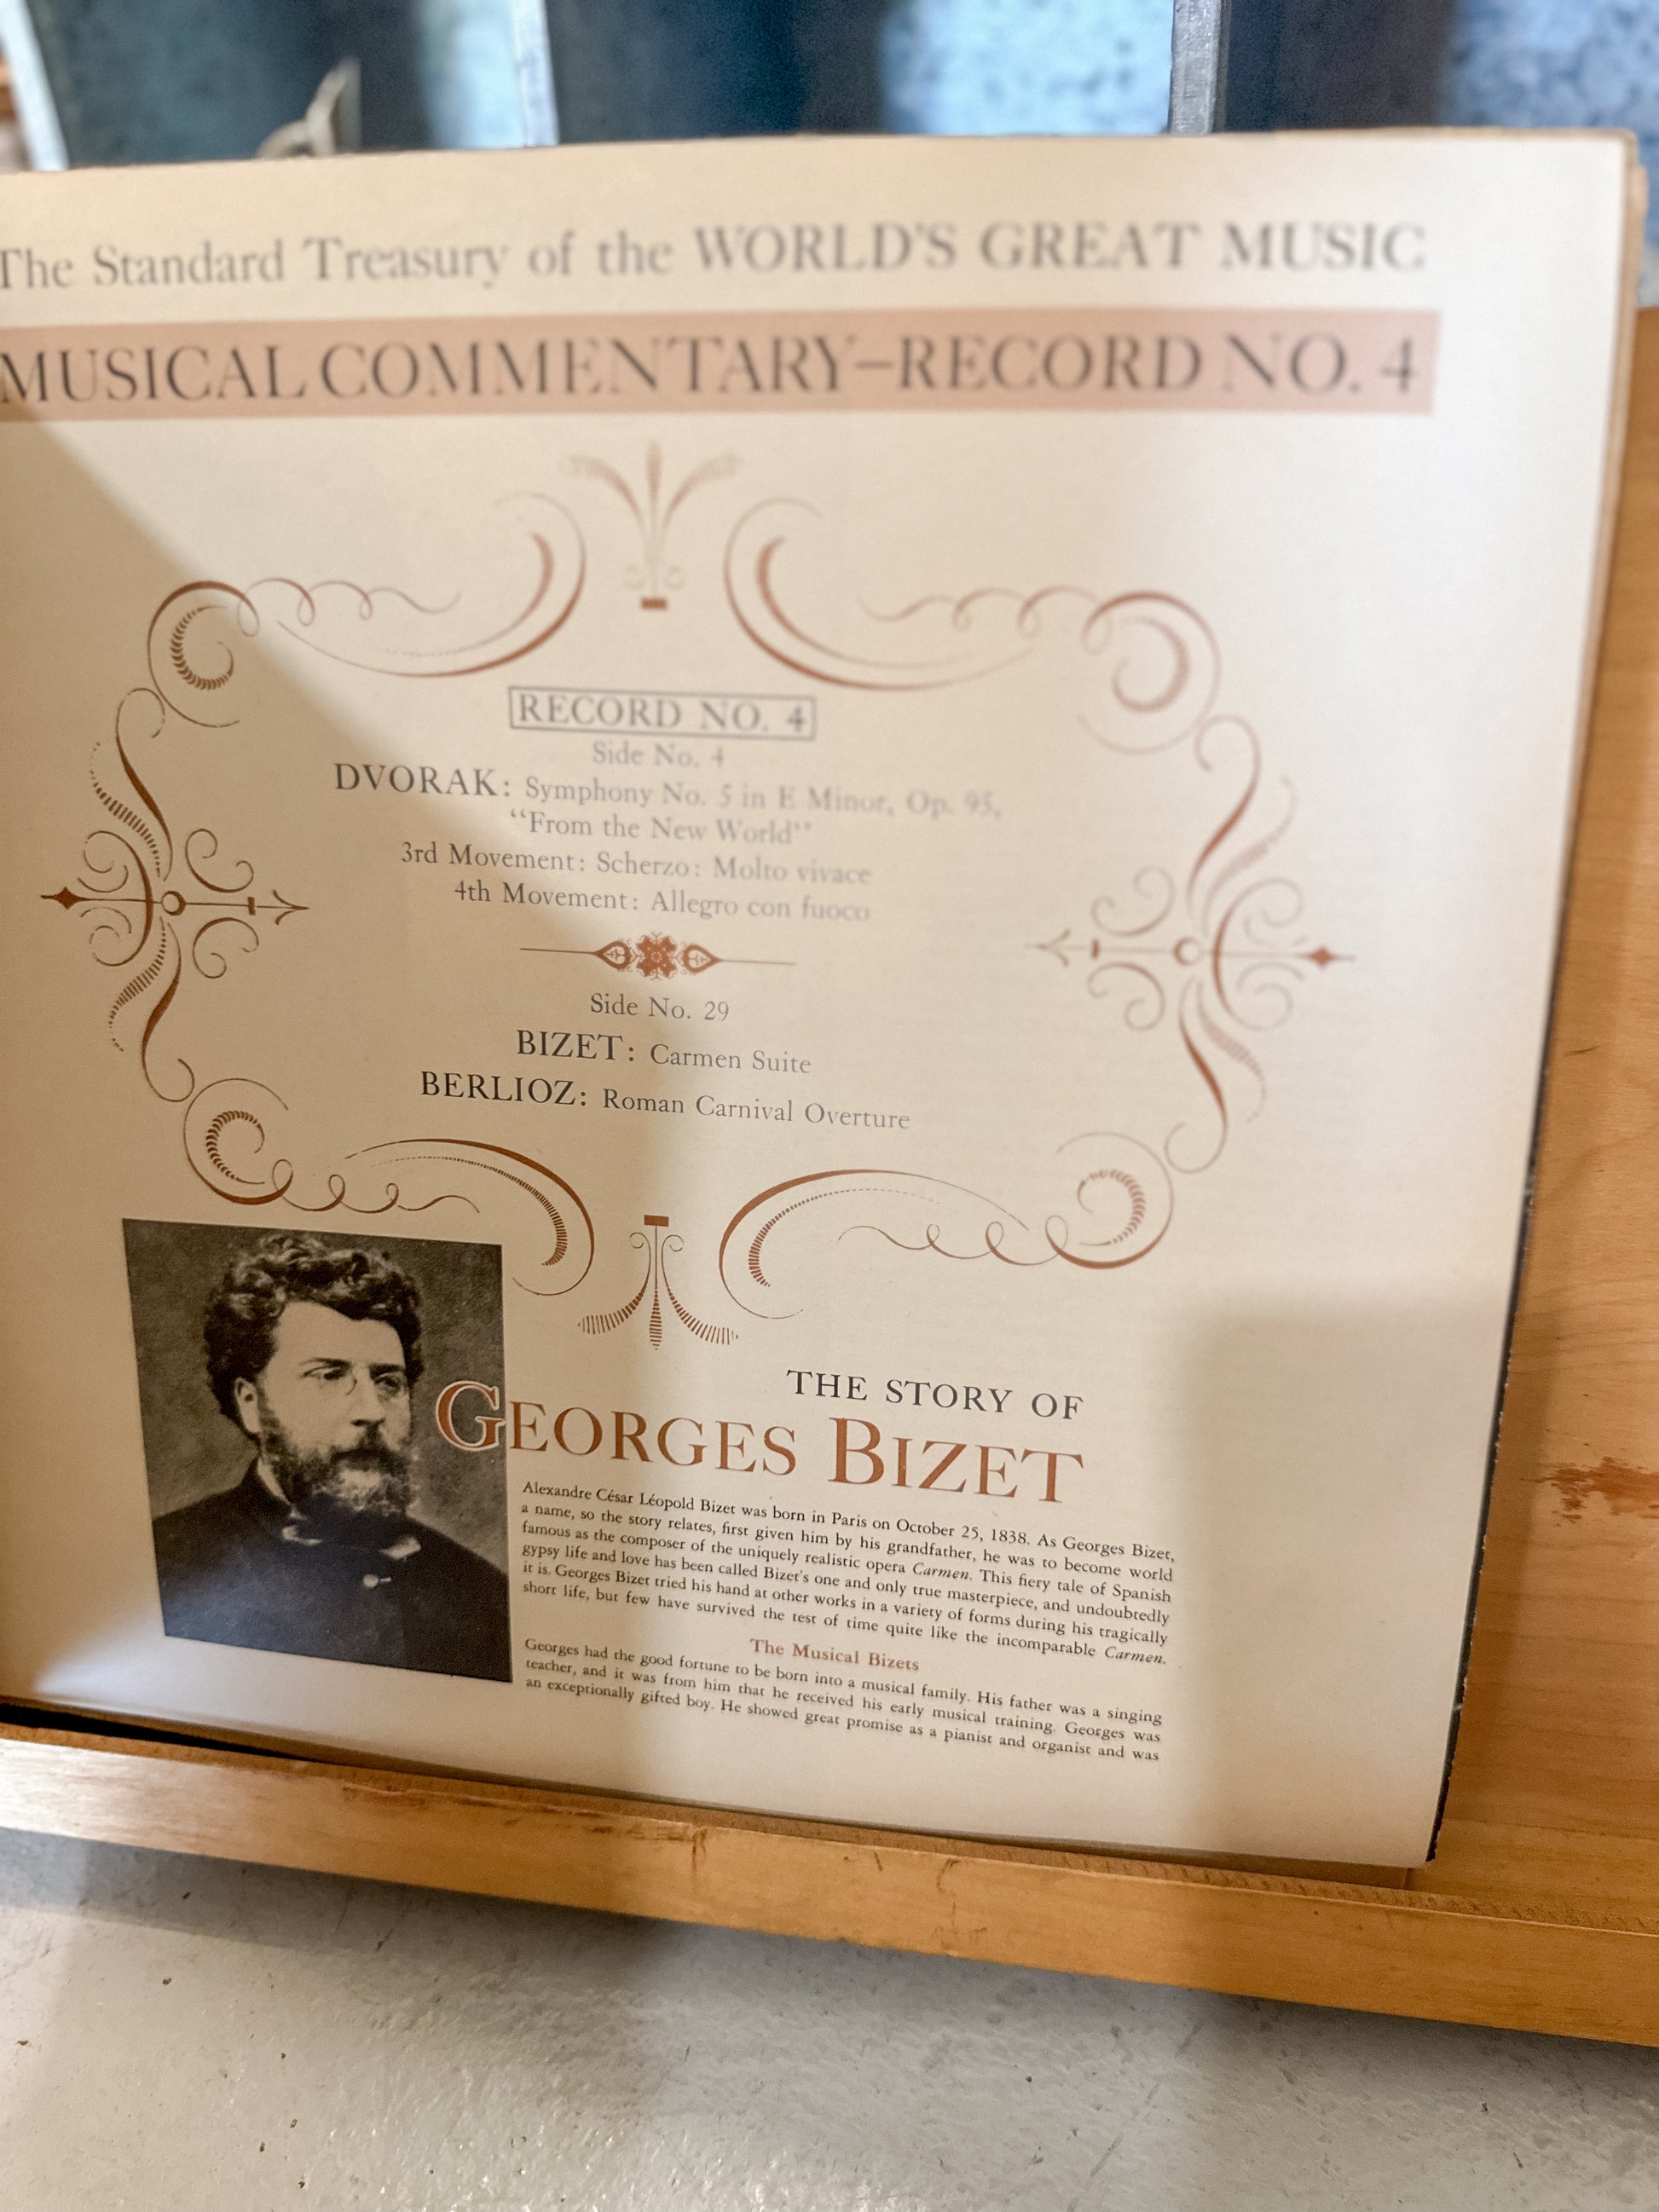 The Standard Treasury of the WORLD'S GREAT MUSIC
MUSICAL COMMENTARY—RECORD NO. 4
RECORD NO. 4
Side No. 4
DVORAK: Symphony No. 5 in E Minor, Op. 95,
"From the New World"
3rd Movement: Scherzo: Molto vivace
4th Movement: Allegro con fuoco
Side No. 29
BIZET: Carmen Suite
BERLIOZ: Roman Carnival Overture
THE STORY OF
GEORGES BIZET
Alexandre César Léopold Bizet was born in Paris on October 25, 1838. As Georges Bizet,
a name, so the story relates, first given him by his grandfather, he was to become world
famous as the composer of the uniquely realistic opera Carmen. This fiery tale of Spanish
gypsy life and love has been called Bizet's one and only true masterpiece, and undoubtedly
it is. Georges Bizet tried his hand at other works in a variety of forms during his tragically
short life, but few have survived the test of time quite like the incomparable Carmen.
The Musical Bizets
Georges had the good fortune to be born into a musical family. His father was a singing
teacher, and it was from him that he received his early musical training. Georges was
an exceptionally gifted boy. He showed great promise as a pianist and organist and was